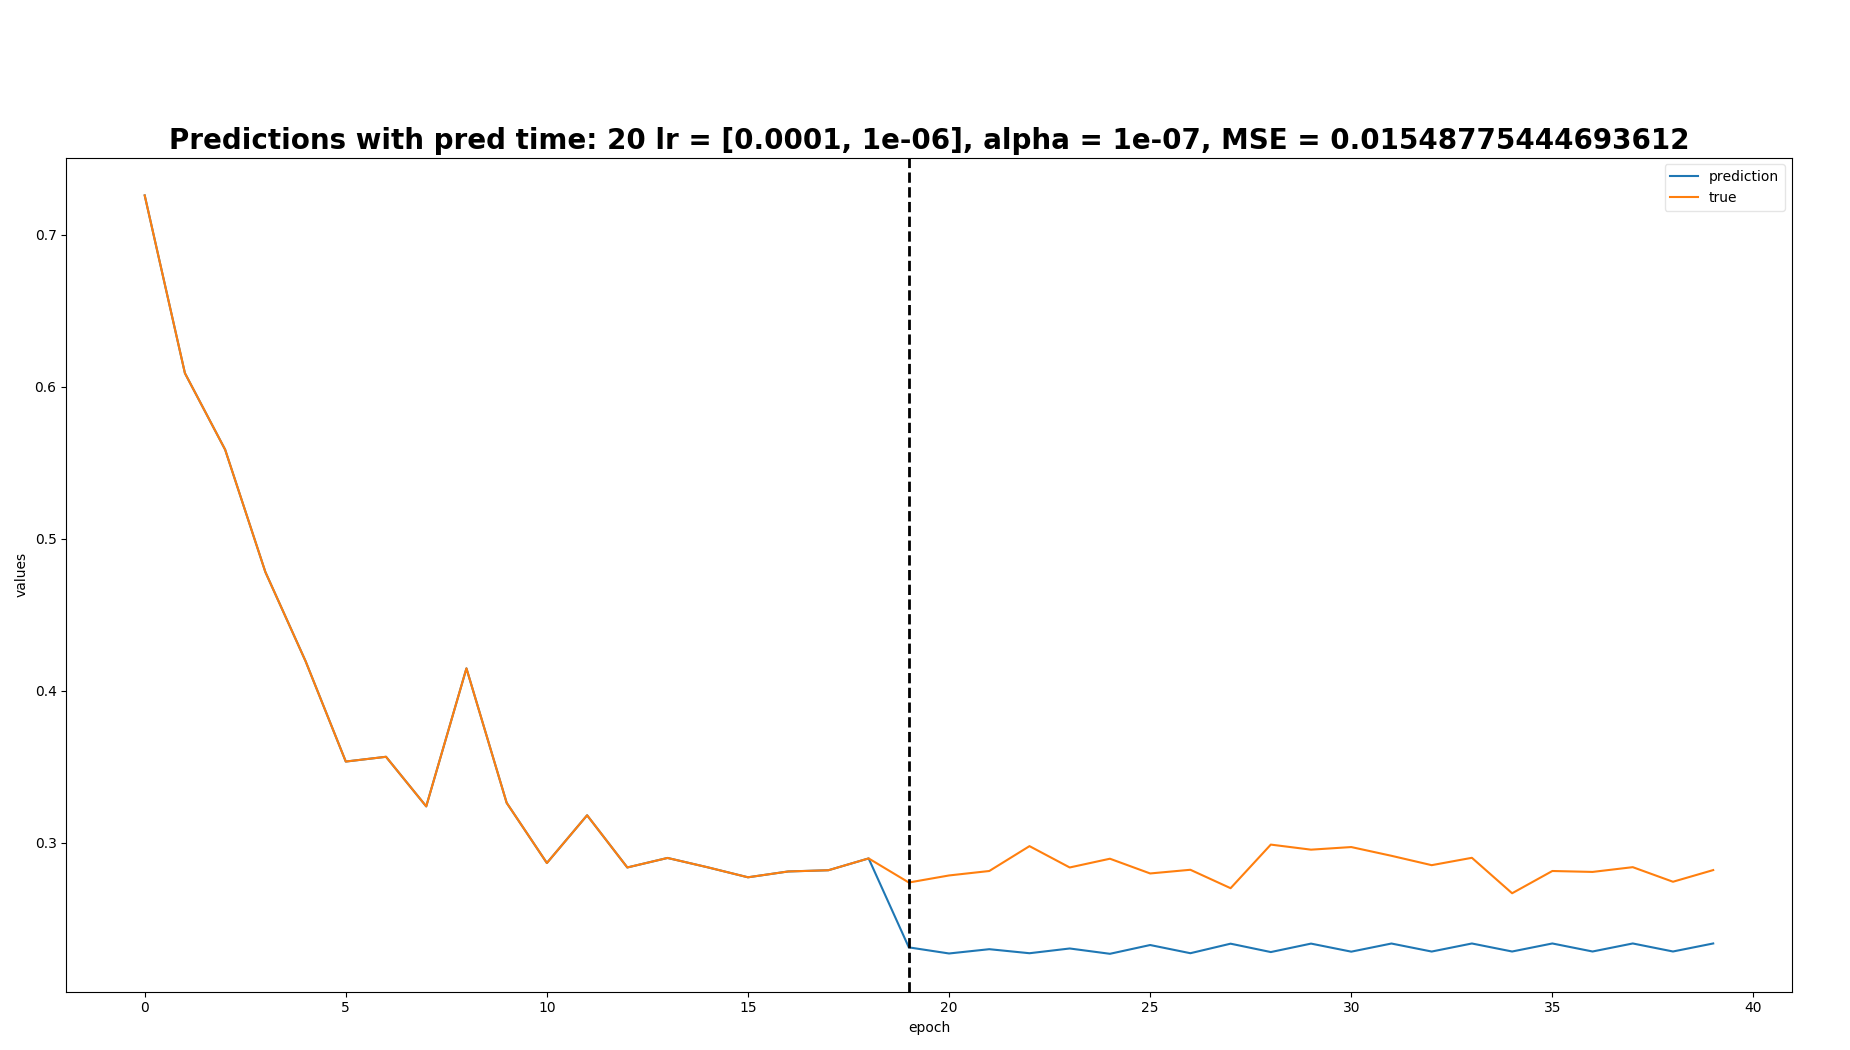 Predictions with pred time: 20 lr = [0.0001, 1e-06], alpha = 1e-07, MSE = 0.01548775444693612
prediction
true
0.7
0.6
0.5
0.4
0.3
values
0 5 10 15 20 25 30 35 40
epoch